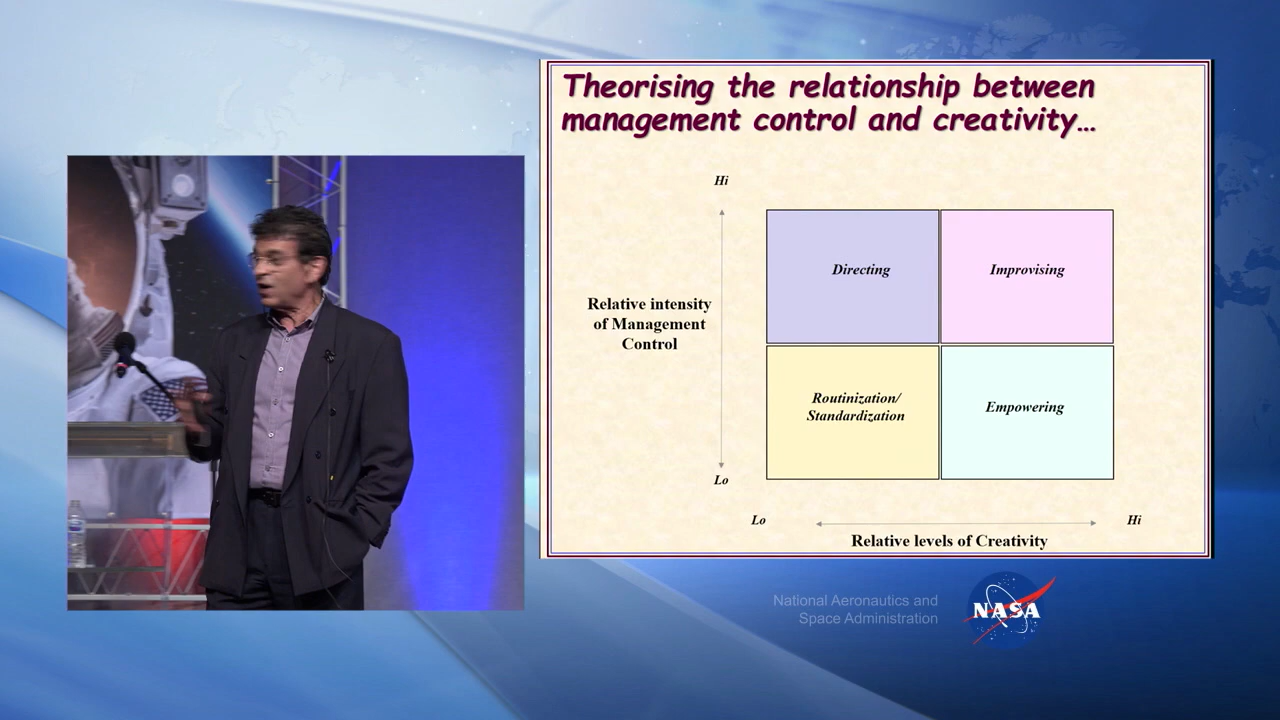 Theorising the relationship between
management control and creativity…
Hi
Directing
Improvising
Relative intensity
of Management
Control
Routinization/
Standardization
Empowering
Lo
Lo
Hi
Relative levels of Creativity
National Aeronautics and
Space Administration
NASA